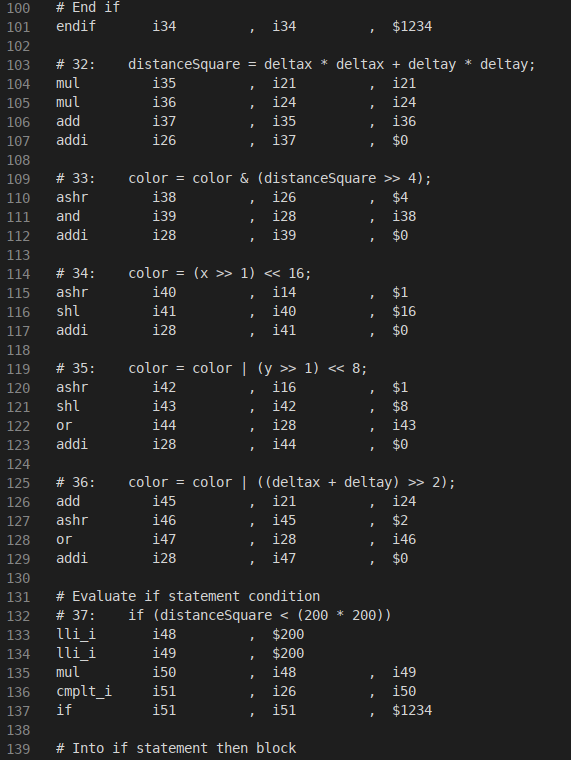 100 # End if
101 endif i34 , i34 , $1234
102
103 # 32: distanceSquare = deltax * deltax + deltay * deltay;
104 mul i35 , i21 , i21
105 mul i36 , i24 , i24
106 add i37 , i35 , i36
107 addi i26 , i37 , $0
108
109 # 33: color = color & (distanceSquare >> 4);
110 ashr i38 , i26 , $4
111 and i39 , i28 , i38
112 addi i28 , i39 , $0
113
114 # 34: color = (x >> 1) << 16;
115 ashr i40 , i14 , $1
116 shl i41 , i40 , $16
117 addi i28 , i41 , $0
118
119 # 35: color = color | (y >> 1) << 8;
120 ashr i42 , i16 , $1
121 shl i43 , i42 , $8
122 or i44 , i28 , i43
123 addi i28 , i44 , $0
124
125 # 36: color = color | ((deltax + deltay) >> 2);
126 add i45 , i21 , i24
127 ashr i46 , i45 , $2
128 or i47 , i28 , i46
129 addi i28 , i47 , $0
130
131 # Evaluate if statement condition
132 # 37: if (distanceSquare < (200 * 200))
133 lli_i i48 , $200
134 lli_i i49 , $200
135 mul i50 , i48 , i49
136 cmplt_i i51 , i26 , i50
137 if i51 , i51 , $1234
138
139 # Into if statement then block